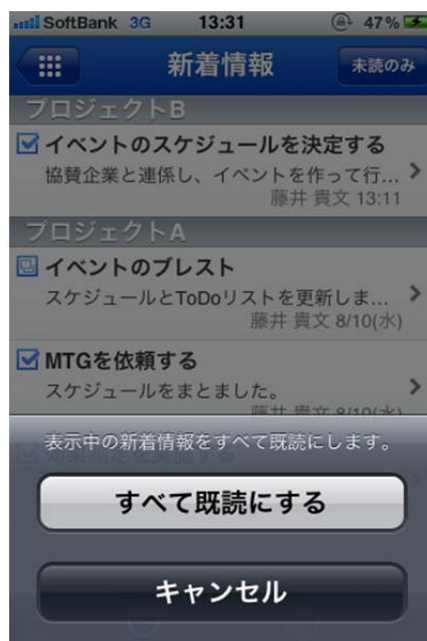 SoftBank 3G 13:31 47%
新着情報 未読のみ
プロジェクトB
イベントのスケジュールを決定する
協賛企業と連係し、イベントを作って行...
藤井 貴文 13:11
プロジェクトA
イベントのブレスト
スケジュールとToDoリストを更新しま...
藤井 貴文 8/10(水)
MTGを依頼する
スケジュールをまとました。
藤井 貴文 8/10(水)
表示中の新着情報をすべて既読にします。
すべて既読にする
キャンセル